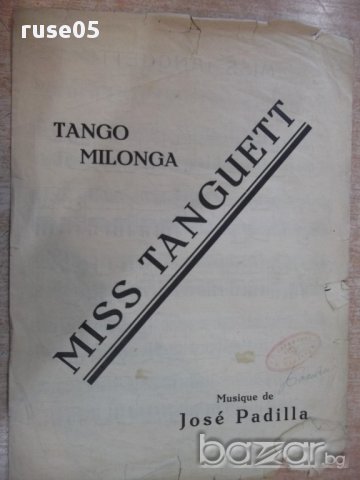 ruse05
TANGO
MILONGA
MISS TANGUETT
Musique de
José Padilla
bazar.bg